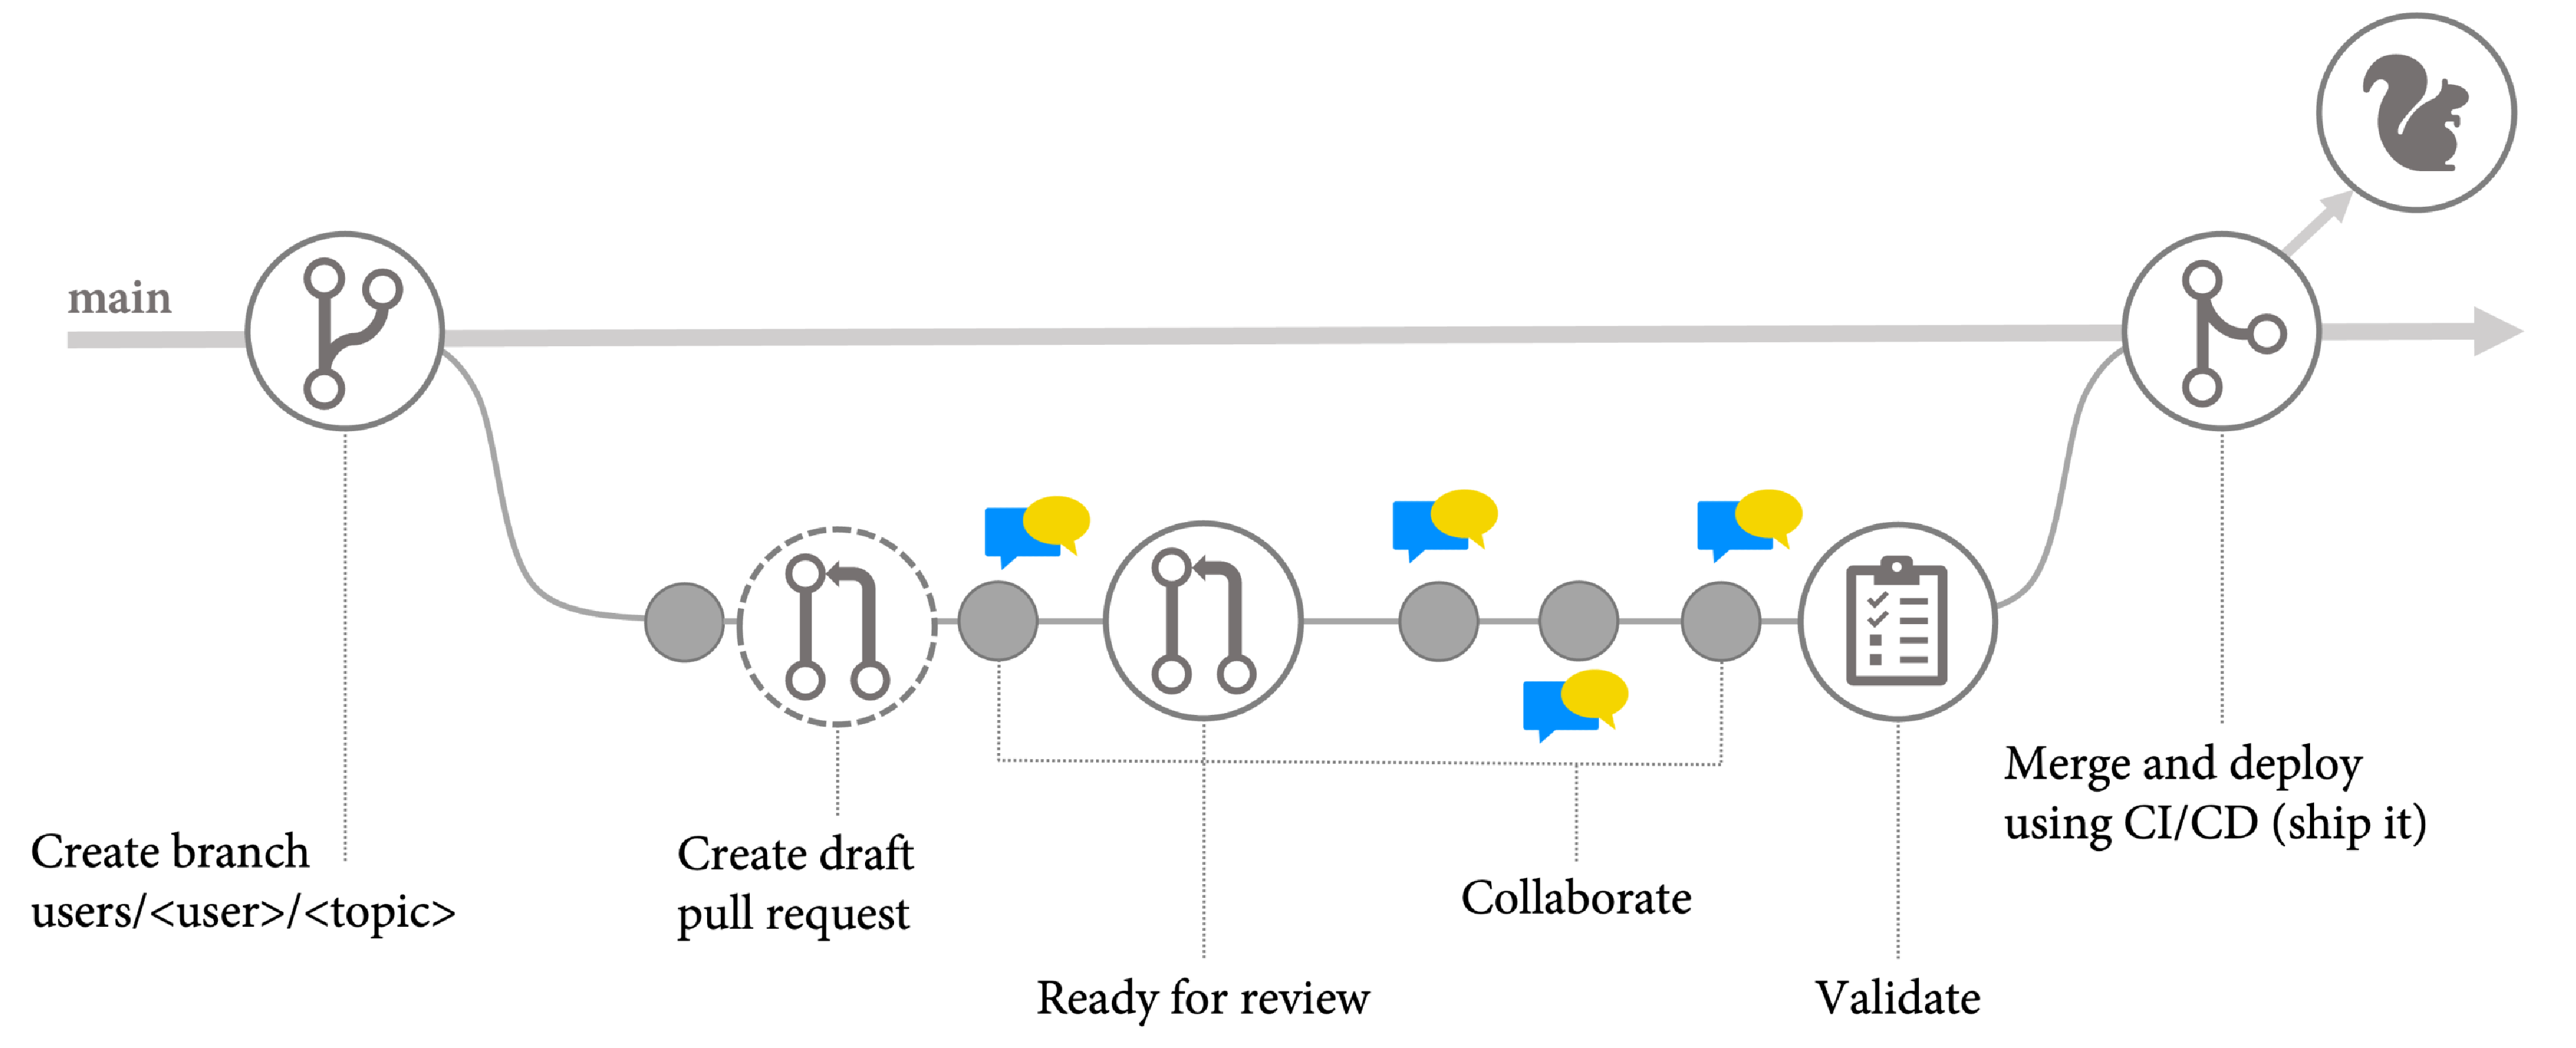 main
Create branch
users/<user>/<topic>
Create draft
pull request
Ready for review
Collaborate
Validate
Merge and deploy
using CI/CD (ship it)